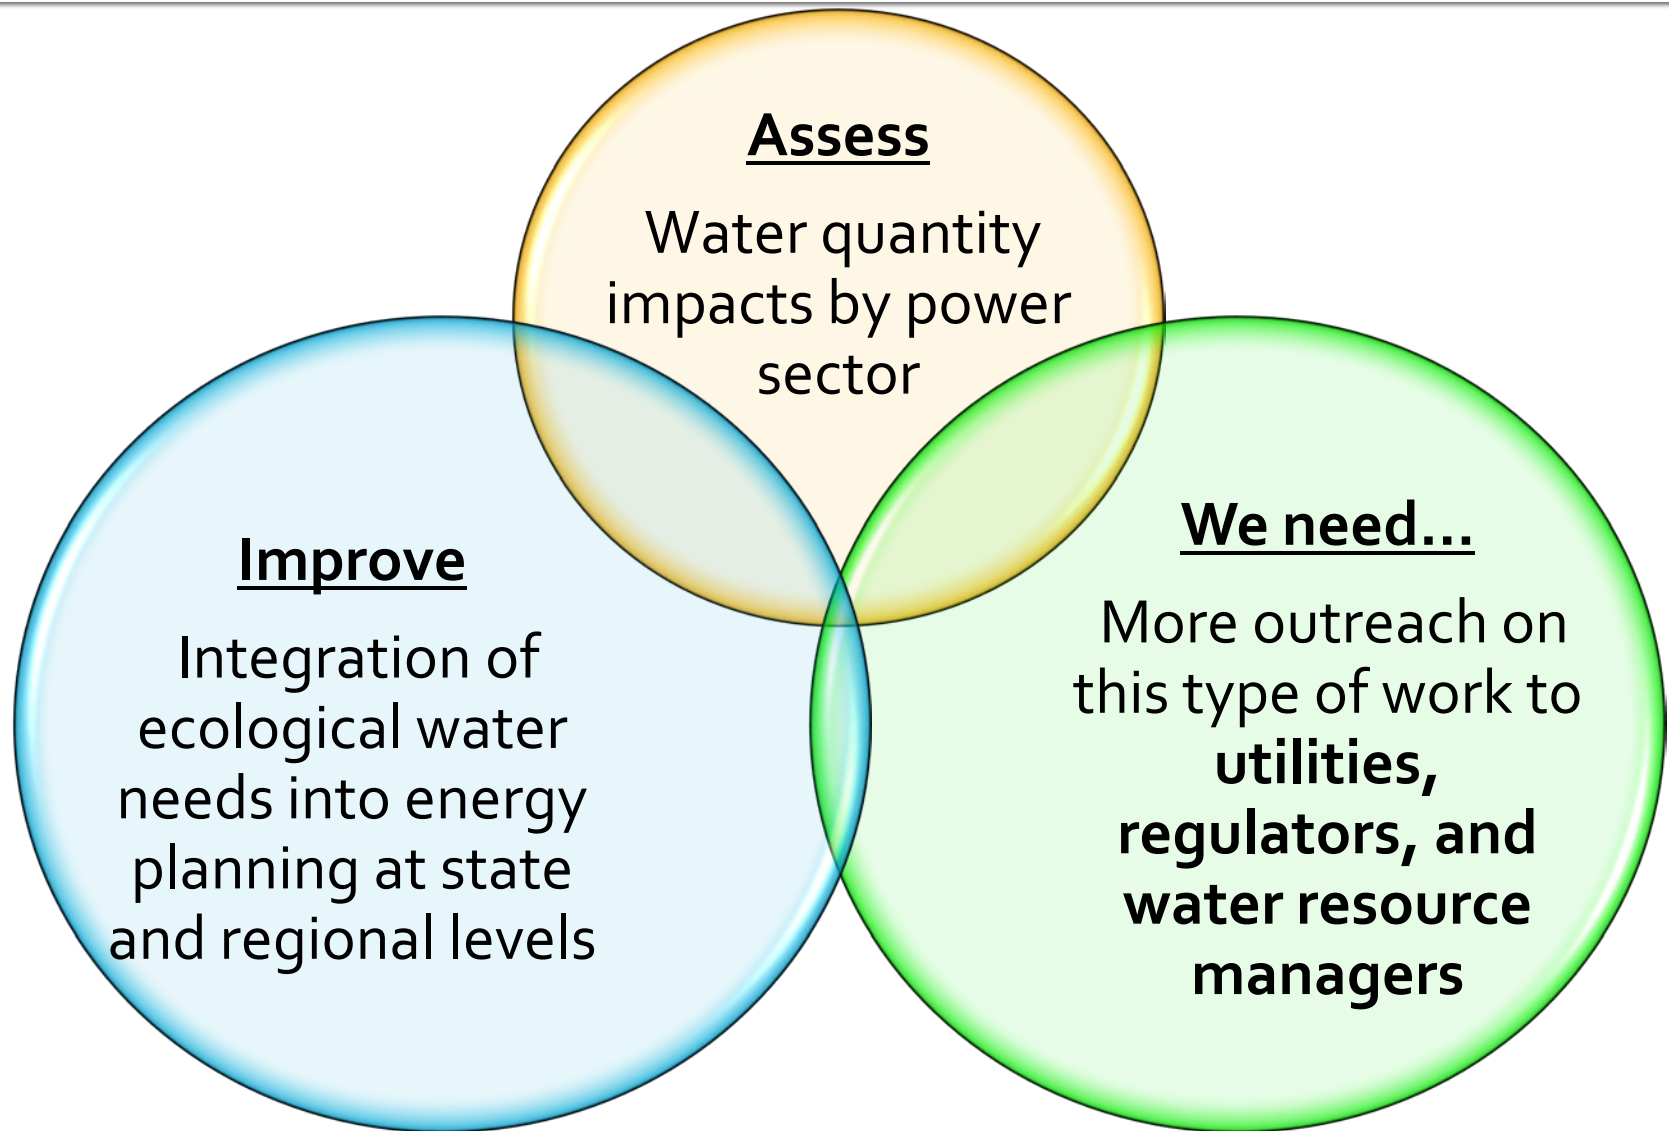 Assess
Water quantity
impacts by power
sector
Improve
Integration of
ecological water
needs into energy
planning at state
and regional levels
We need...
More outreach on
this type of work to
utilities,
regulators, and
water resource
managers